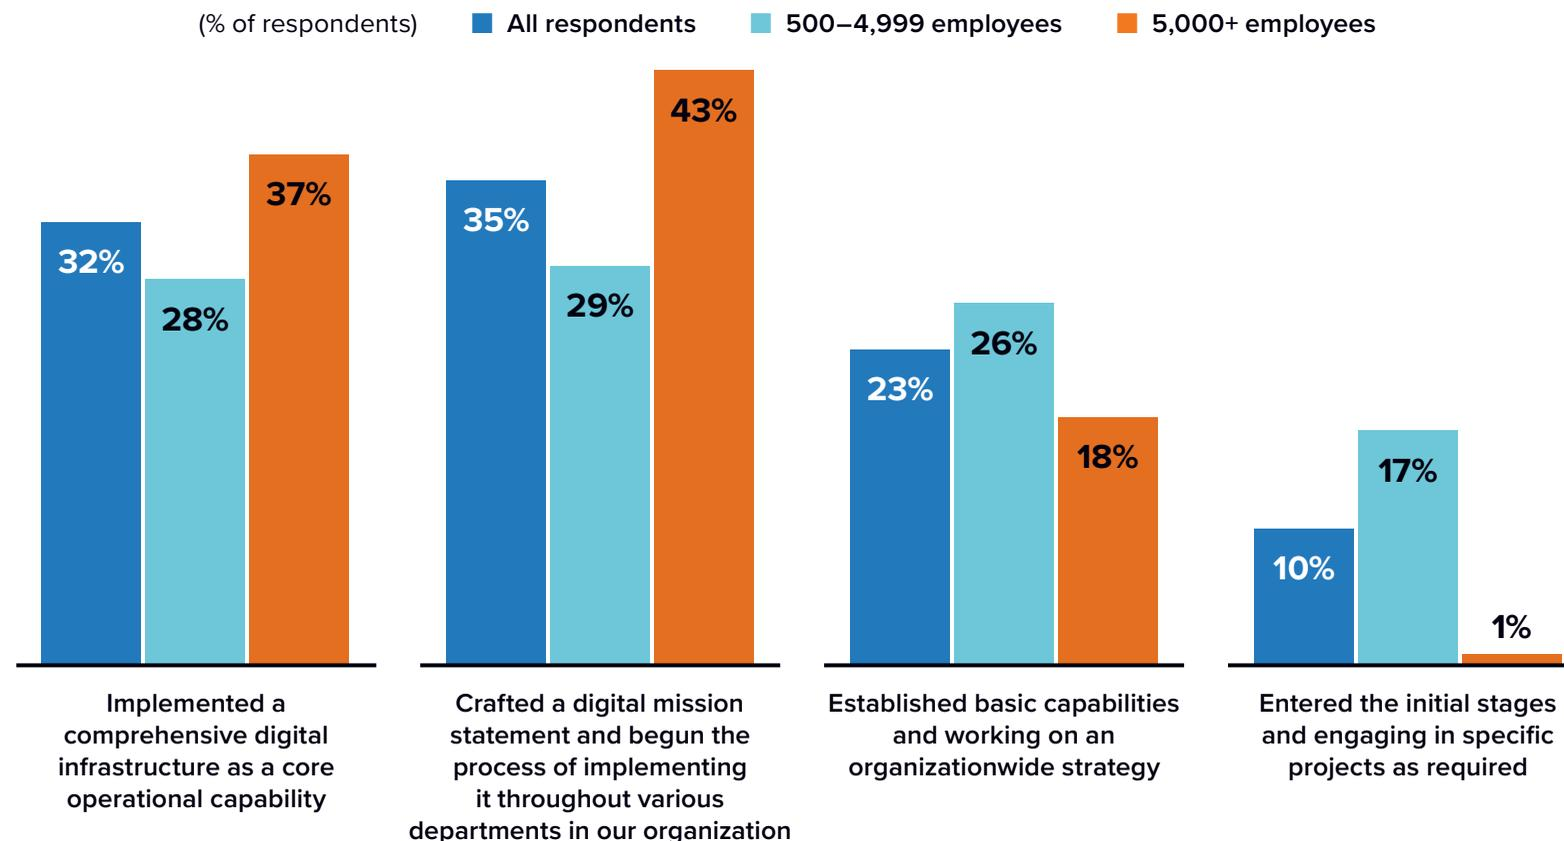 (% of respondents) All respondents 500–4,999 employees 5,000+ employees
32%
28%
37%
35%
29%
43%
23%
26%
18%
10%
17%
1%
Implemented a
comprehensive digital
infrastructure as a core
operational capability
Crafted a digital mission
statement and begun the
process of implementing
it throughout various
departments in our organization
Established basic capabilities
and working on an
organizationwide strategy
Entered the initial stages
and engaging in specific
projects as required